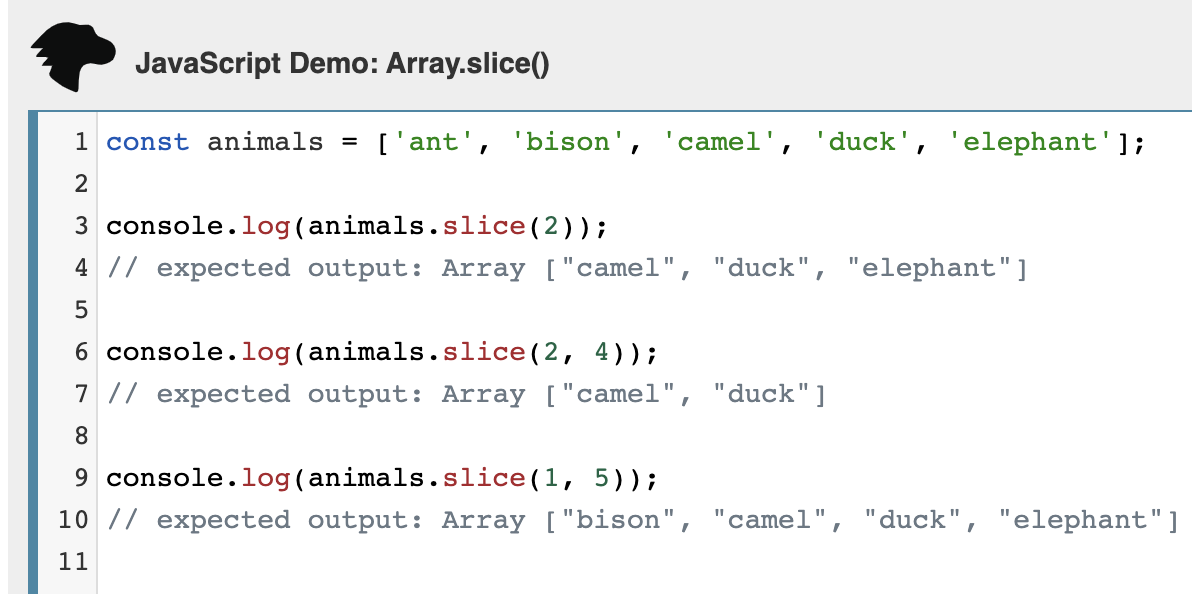 JavaScript Demo: Array.slice()
1 const animals = ['ant', 'bison', 'camel', 'duck', 'elephant'];
2
3 console.log(animals.slice(2));
4 // expected output: Array ["camel", "duck", "elephant"]
5
6 console.log(animals.slice(2, 4));
7 // expected output: Array ["camel", "duck"]
8
9 console.log(animals.slice(1, 5));
10 // expected output: Array ["bison", "camel", "duck", "elephant"]
11